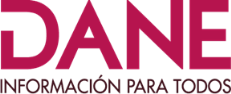 DANE
INFORMACIÓN PARA TODOS